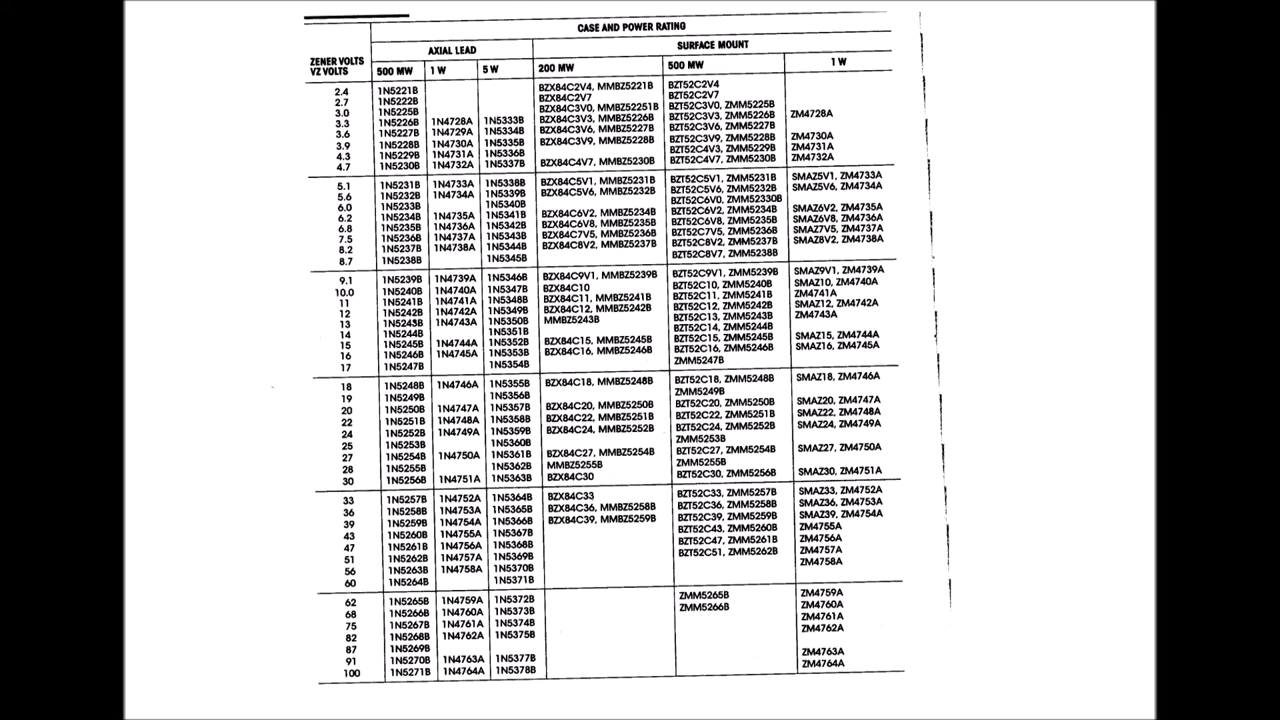 CASE AND POWER RATING
AXIAL LEAD SURFACE MOUNT
ZENER VOLTS
VZ VOLTS 500 MW 1 W 5 W 200 MW 500 MW 1 W
2.4 1N5221B BZX84C2V4, MMBZ5221B BZT52C2V4
2.7 1N5222B BZX84C2V7 BZT52C2V7
3.0 1N5225B BZX84C3V0, MMBZ52251B BZT52C3V0, ZMM5225B
3.3 1N5226B 1N4728A 1N5333B BZX84C3V3, MMBZ5226B BZT52C3V3, ZMM5226B ZM4728A
3.6 1N5227B 1N4729A 1N5334B BZX84C3V6, MMBZ5227B BZT52C3V6, ZMM5227B
3.9 1N5228B 1N4730A 1N5335B BZX84C3V9, MMBZ5228B BZT52C3V9, ZMM5228B ZM4730A
4.3 1N5229B 1N4731A 1N5336B BZT52C4V3, ZMM5229B ZM4731A
4.7 1N5230B 1N4732A 1N5337B BZX84C4V7, MMBZ5230B BZT52C4V7, ZMM5230B ZM4732A
5.1 1N5231B 1N4733A 1N5338B BZX84C5V1, MMBZ5231B BZT52C5V1, ZMM5231B SMAZ5V1, ZM4733A
5.6 1N5232B 1N4734A 1N5339B BZX84C5V6, MMBZ5232B BZT52C5V6, ZMM5232B SMAZ5V6, ZM4734A
6.0 1N5233B 1N5340B BZT52C6V0, ZMM52330B
6.2 1N5234B 1N4735A 1N5341B BZX84C6V2, MMBZ5234B BZT52C6V2, ZMM5234B SMAZ6V2, ZM4735A
6.8 1N5235B 1N4736A 1N5342B BZX84C6V8, MMBZ5235B BZT52C6V8, ZMM5235B SMAZ6V8, ZM4736A
7.5 1N5236B 1N4737A 1N5343B BZX84C7V5, MMBZ5236B BZT52C7V5, ZMM5236B SMAZ7V5, ZM4737A
8.2 1N5237B 1N4738A 1N5344B BZX84C8V2, MMBZ5237B BZT52C8V2, ZMM5237B SMAZ8V2, ZM4738A
8.7 1N5238B 1N5345B BZT52C8V7, ZMM5238B
9.1 1N5239B 1N4739A 1N5346B BZX84C9V1, MMBZ5239B BZT52C9V1, ZMM5239B SMAZ9V1, ZM4739A
10.0 1N5240B 1N4740A 1N5347B BZX84C10 BZT52C10, ZMM5240B SMAZ10, ZM4740A
11 1N5241B 1N4741A 1N5348B BZX84C11, MMBZ5241B BZT52C11, ZMM5241B ZM4741A
12 1N5242B 1N4742A 1N5349B BZX84C12, MMBZ5242B BZT52C12, ZMM5242B SMAZ12, ZM4742A
13 1N5243B 1N4743A 1N5350B MMBZ5243B BZT52C13, ZMM5243B ZM4743A
14 1N5244B 1N5351B BZT52C14, ZMM5244B
15 1N5245B 1N4744A 1N5352B BZX84C15, MMBZ5245B BZT52C15, ZMM5245B SMAZ15, ZM4744A
16 1N5246B 1N4745A 1N5353B BZX84C16, MMBZ5246B BZT52C16, ZMM5246B SMAZ16, ZM4745A
17 1N5247B 1N5354B ZMM5247B
18 1N5248B 1N4746A 1N5355B BZX84C18, MMBZ5248B BZT52C18, ZMM5248B SMAZ18, ZM4746A
19 1N5249B 1N5356B ZMM5249B
20 1N5250B 1N4747A 1N5357B BZX84C20, MMBZ5250B BZT52C20, ZMM5250B SMAZ20, ZM4747A
22 1N5251B 1N4748A 1N5358B BZX84C22, MMBZ5251B BZT52C22, ZMM5251B SMAZ22, ZM4748A
24 1N5252B 1N4749A 1N5359B BZX84C24, MMBZ5252B BZT52C24, ZMM5252B SMAZ24, ZM4749A
25 1N5253B 1N5360B ZMM5253B
27 1N5254B 1N4750A 1N5361B BZX84C27, MMBZ5254B BZT52C27, ZMM5254B SMAZ27, ZM4750A
28 1N5255B 1N5362B MMBZ5255B ZMM5255B
30 1N5256B 1N4751A 1N5363B BZX84C30 BZT52C30, ZMM5256B SMAZ30, ZM4751A
33 1N5257B 1N4752A 1N5364B BZX84C33 BZT52C33, ZMM5257B SMAZ33, ZM4752A
36 1N5258B 1N4753A 1N5365B BZX84C36, MMBZ5258B BZT52C36, ZMM5258B SMAZ36, ZM4753A
39 1N5259B 1N4754A 1N5366B BZX84C39, MMBZ5259B BZT52C39, ZMM5259B SMAZ39, ZM4754A
43 1N5260B 1N4755A 1N5367B BZT52C43, ZMM5260B ZM4755A
47 1N5261B 1N4756A 1N5368B BZT52C47, ZMM5261B ZM4756A
51 1N5262B 1N4757A 1N5369B BZT52C51, ZMM5262B ZM4757A
56 1N5263B 1N4758A 1N5370B ZM4758A
60 1N5264B 1N5371B
62 1N5265B 1N4759A 1N5372B ZMM5265B ZM4759A
68 1N5266B 1N4760A 1N5373B ZMM5266B ZM4760A
75 1N5267B 1N4761A 1N5374B ZM4761A
82 1N5268B 1N4762A 1N5375B ZM4762A
87 1N5269B
91 1N5270B 1N4763A 1N5377B ZM4763A
100 1N5271B 1N4764A 1N5378B ZM4764A